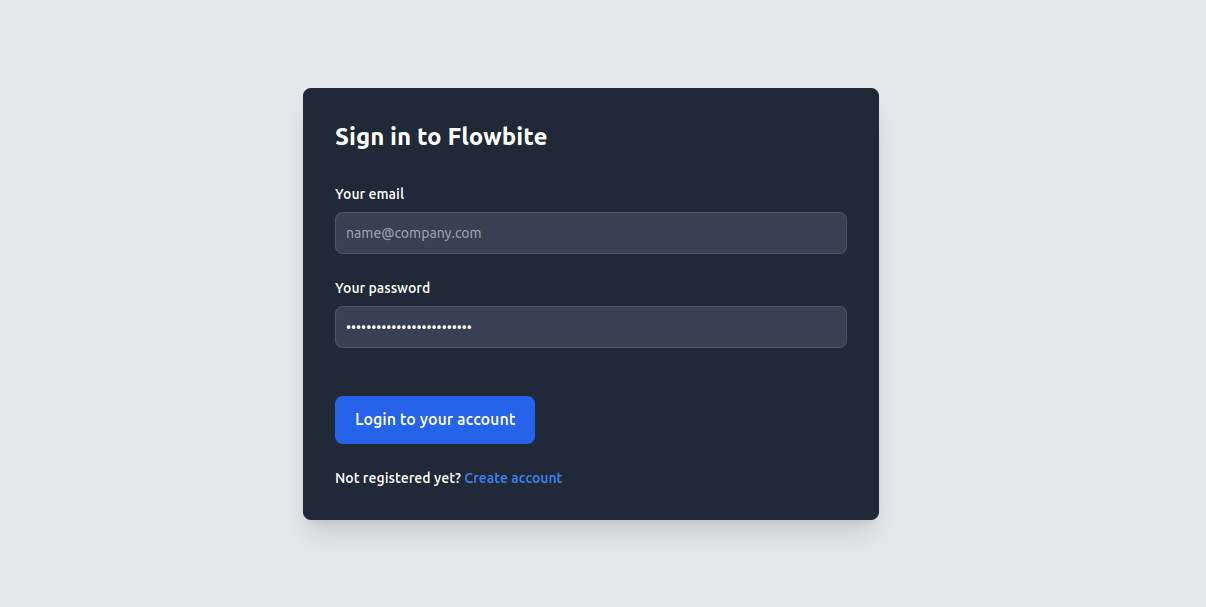 Sign in to Flowbite
Your email
name@company.com
Your password
•••••••••••••••••••••••••
Login to your account
Not registered yet? Create account